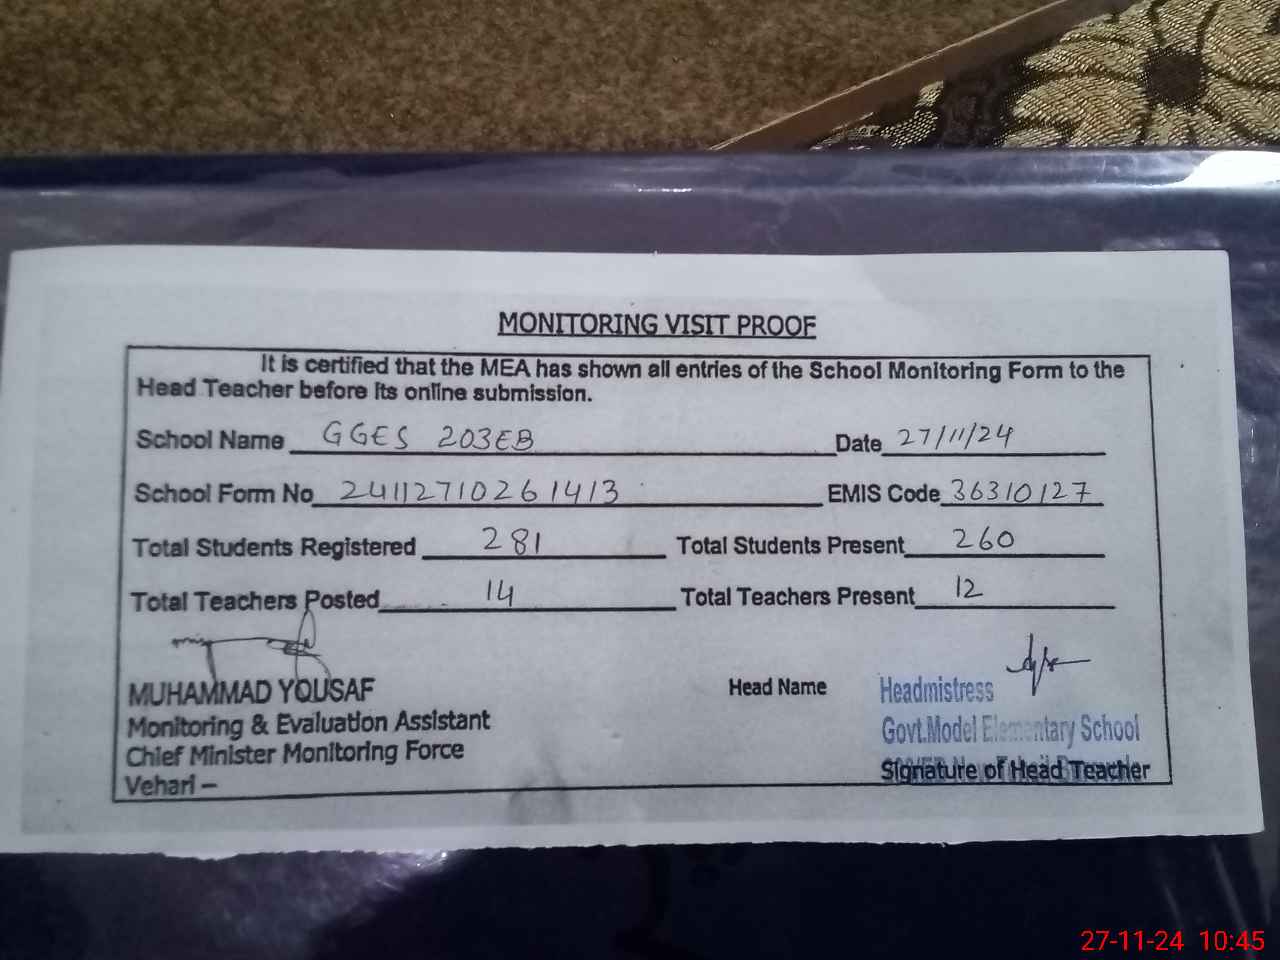 MONITORING VISIT PROOF
It is certified that the MEA has shown all entries of the School Monitoring Form to the
Head Teacher before its online submission.
School Name GGES 203EB Date 27/11/24
School Form No 24112710261413 EMIS Code 36310127
Total Students Registered 281 Total Students Present 260
Total Teachers Posted 14 Total Teachers Present 12
MUHAMMAD YOUSAF Head Name Headmistress
Monitoring & Evaluation Assistant Govt.Model Elementary School
Chief Minister Monitoring Force
Signature of Head Teacher
Vehari –
27-11-24 10:45